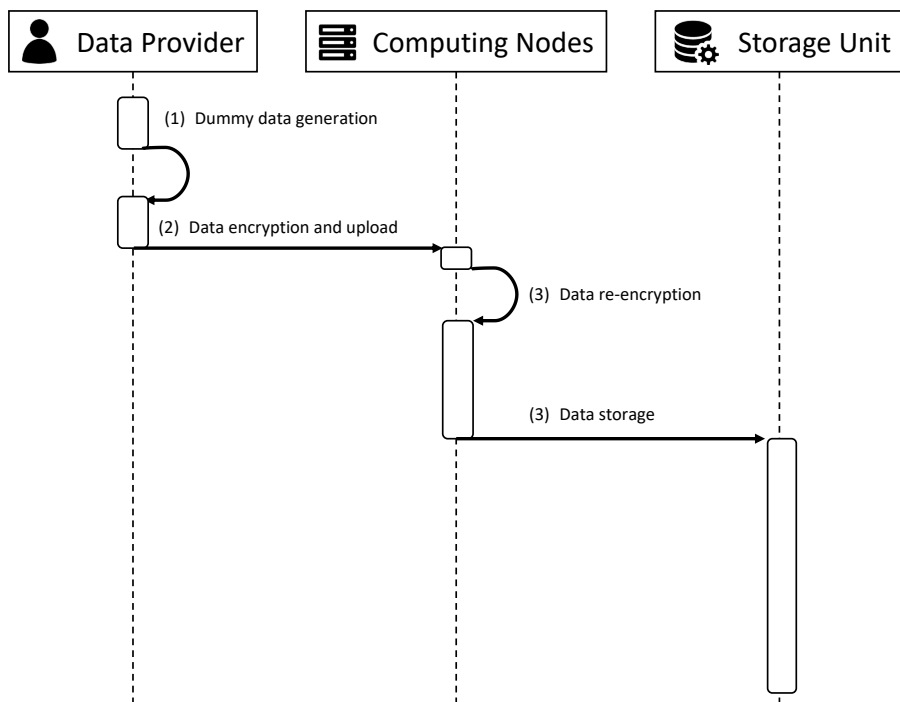 Data Provider
Computing Nodes
Storage Unit
(1) Dummy data generation
(2) Data encryption and upload
(3) Data re-encryption
(3) Data storage